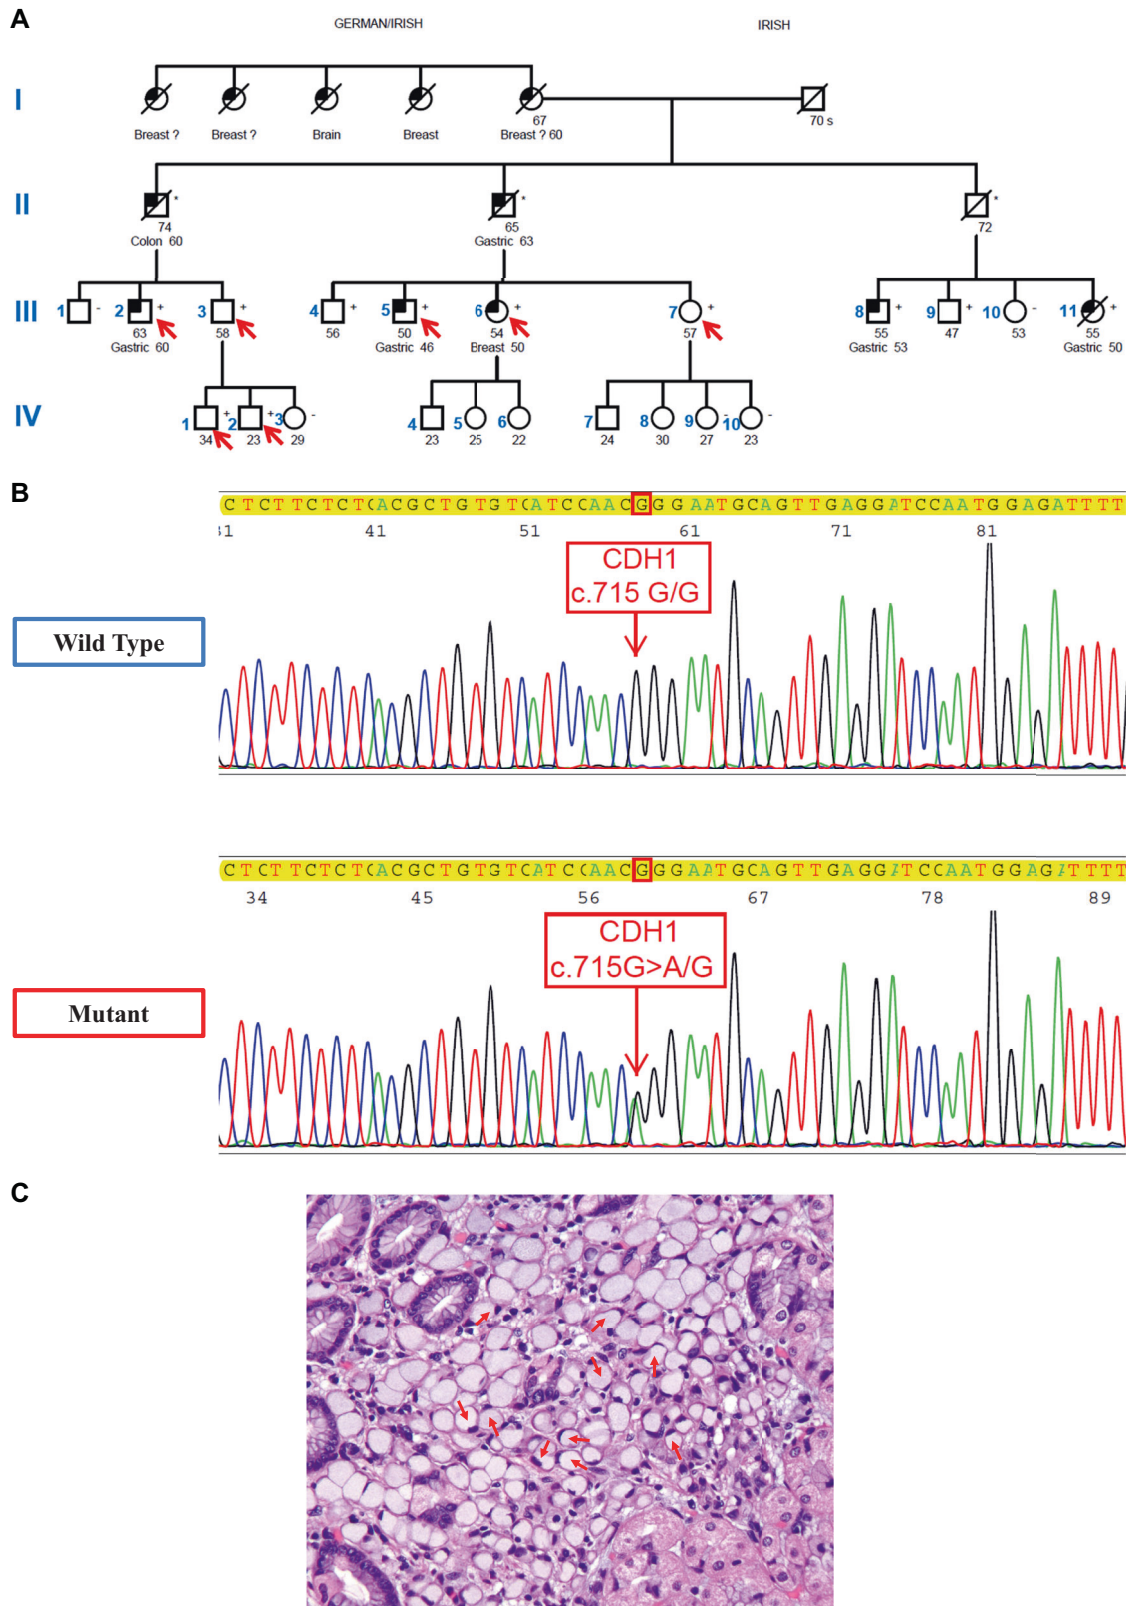 A
GERMAN/IRISH IRISH
I
67 70 s
Breast ? Breast ? Brain Breast Breast ? 60
II
* * *
74 65 72
Colon 60 Gastric 63
III
1 - 2 + 3 + 4 + 5 + 6 + 7 + 8 + 9 + 10 - 11 +
63 58 56 50 54 57 55 47 53 55
Gastric 60 Gastric 46 Breast 50 Gastric 53 Gastric 50
IV
1 + 2 + 3 - 4 5 6 7 8 9 - 10 -
34 23 29 23 25 22 24 30 27 23
B
C T C T T C T C T C A C G C T G T G T C A T C C A A C G G G A A T G C A G T T G A G G A T C C A A T G G A G A T T T T
31 41 51 61 71 81
CDH1
c.715 G/G
Wild Type
C T C T T C T C T C A C G C T G T G T C A T C C A A C G G G A A T G C A G T T G A G G A T C C A A T G G A G A T T T T
34 45 56 67 78 89
CDH1
c.715G>A/G
Mutant
C